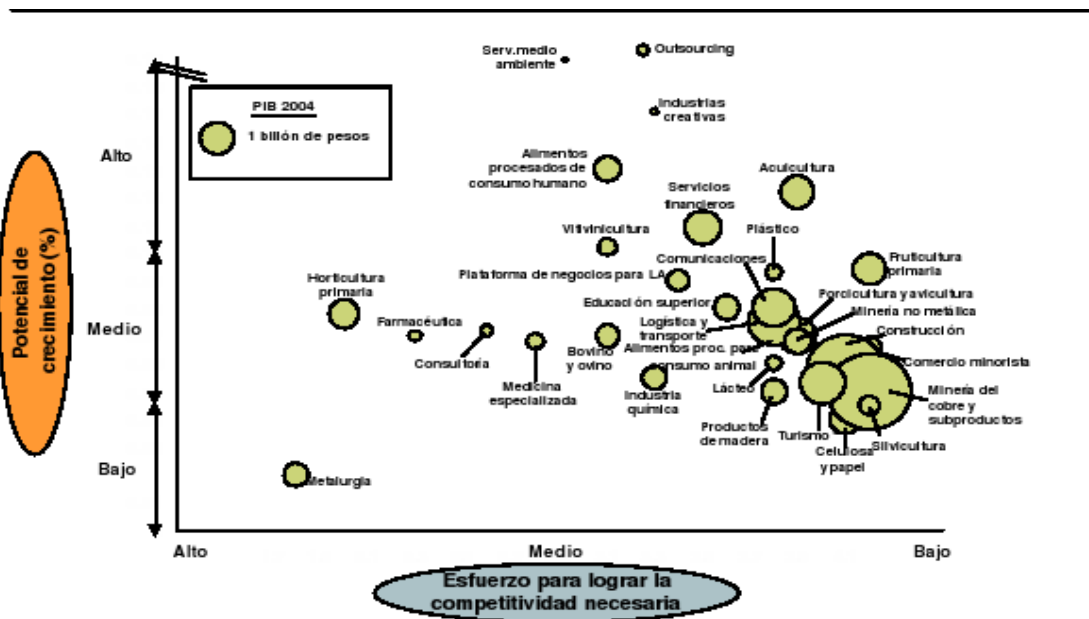 Serv.medio
ambiente
Outsourcing
PIB 2004
1 billón de pesos
Industrias
creativas
Alto
Alimentos
procesados de
consumo humano
Acuicultura
Servicios
financieros
Vitivinicultura
Plástico
Comunicaciones
Fruticultura
primaria
Plataforma de negocios para LA
Horticultura
primaria
Porcicultura y avicultura
Educación superior
Minería no metálica
Farmacéutica
Logística y
transporte
Medio
Construcción
Consultoría
Bovino
y ovino
Alimentos proc. para
consumo animal
Comercio minorista
Medicina
especializada
Industria
química
Lácteo
Minería del
cobre y
subproductos
Productos
de madera
Turismo
Silvicultura
Celulosa
y papel
Bajo
Metalurgia
Potencial de
crecimiento (%)
Alto
Medio
Bajo
Esfuerzo para lograr la
competitividad necesaria